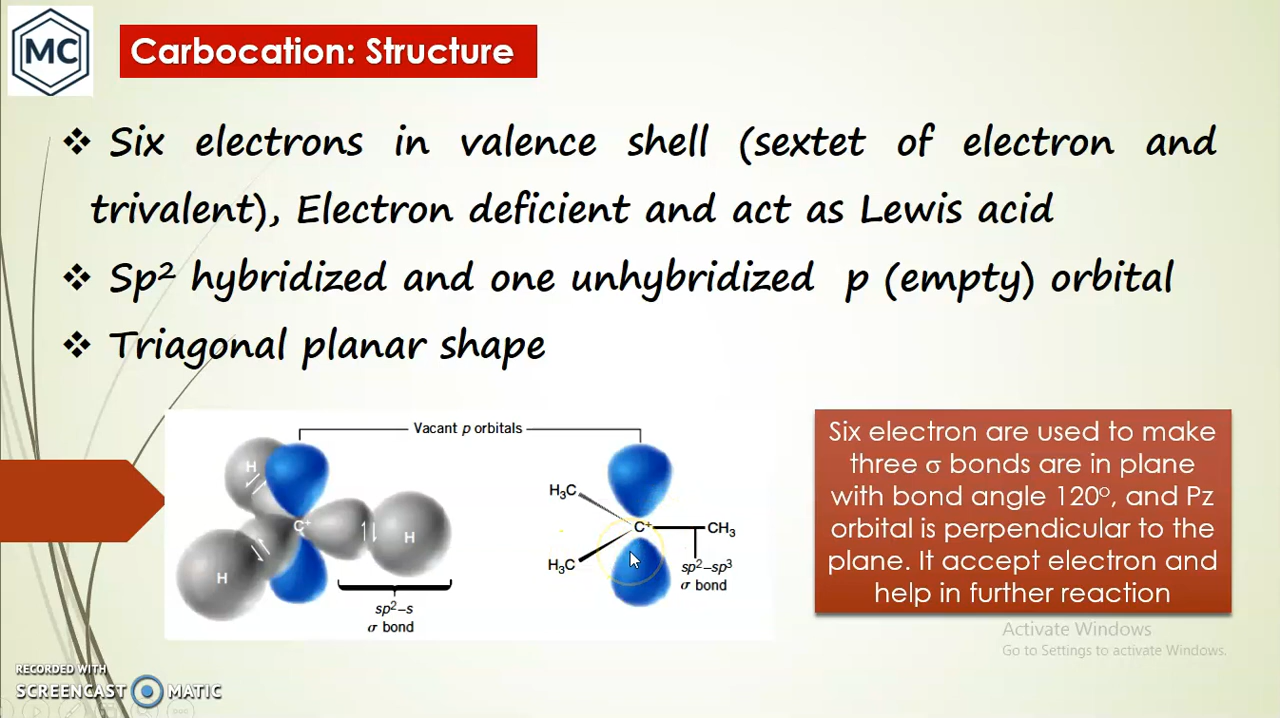 MC
Carbocation: Structure
❖ Six electrons in valence shell (sextet of electron and
trivalent), Electron deficient and act as Lewis acid
❖ Sp² hybridized and one unhybridized p (empty) orbital
❖ Triagonal planar shape
Vacant p orbitals
H
C⁺
H
H
sp²–s
σ bond
H₃C
C⁺
CH₃
H₃C
sp²–sp³
σ bond
Six electron are used to make
three σ bonds are in plane
with bond angle 120°, and Pz
orbital is perpendicular to the
plane. It accept electron and
help in further reaction
Activate Windows
Go to Settings to activate Windows.
RECORDED WITH
SCREENCAST MATIC